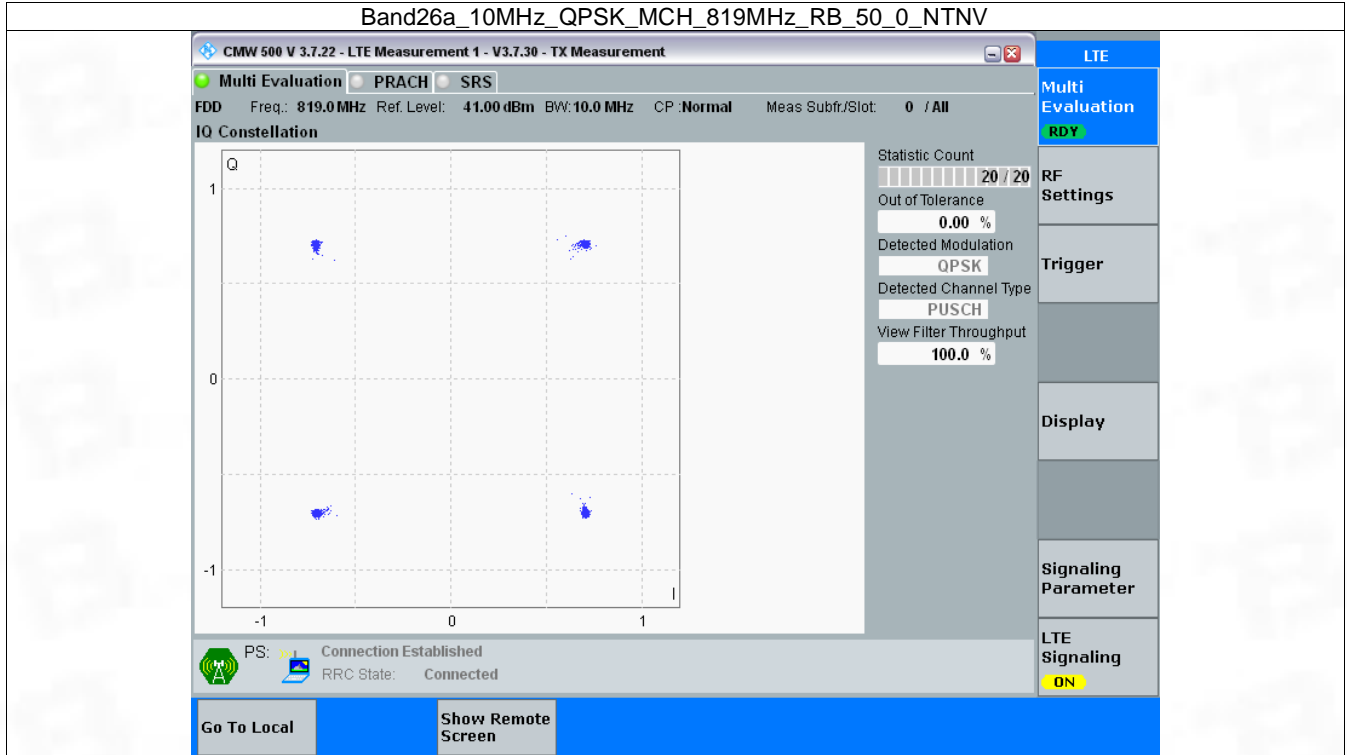 Band26a_10MHz_QPSK_MCH_819MHz_RB_50_0_NTNV
CMW 500 V 3.7.22 - LTE Measurement 1 - V3.7.30 - TX Measurement
LTE
Multi Evaluation PRACH SRS
FDD Freq.: 819.0 MHz Ref. Level: 41.00 dBm BW: 10.0 MHz CP :Normal Meas Subfr./Slot: 0 / All
IQ Constellation
Multi
Evaluation
RDY
Q
1
0
-1
I
-1 0 1
Statistic Count
20 / 20
Out of Tolerance
0.00 %
Detected Modulation
QPSK
Detected Channel Type
PUSCH
View Filter Throughput
100.0 %
RF
Settings
Trigger
Display
Signaling
Parameter
LTE
Signaling
ON
PS: Connection Established
RRC State: Connected
Go To Local
Show Remote
Screen